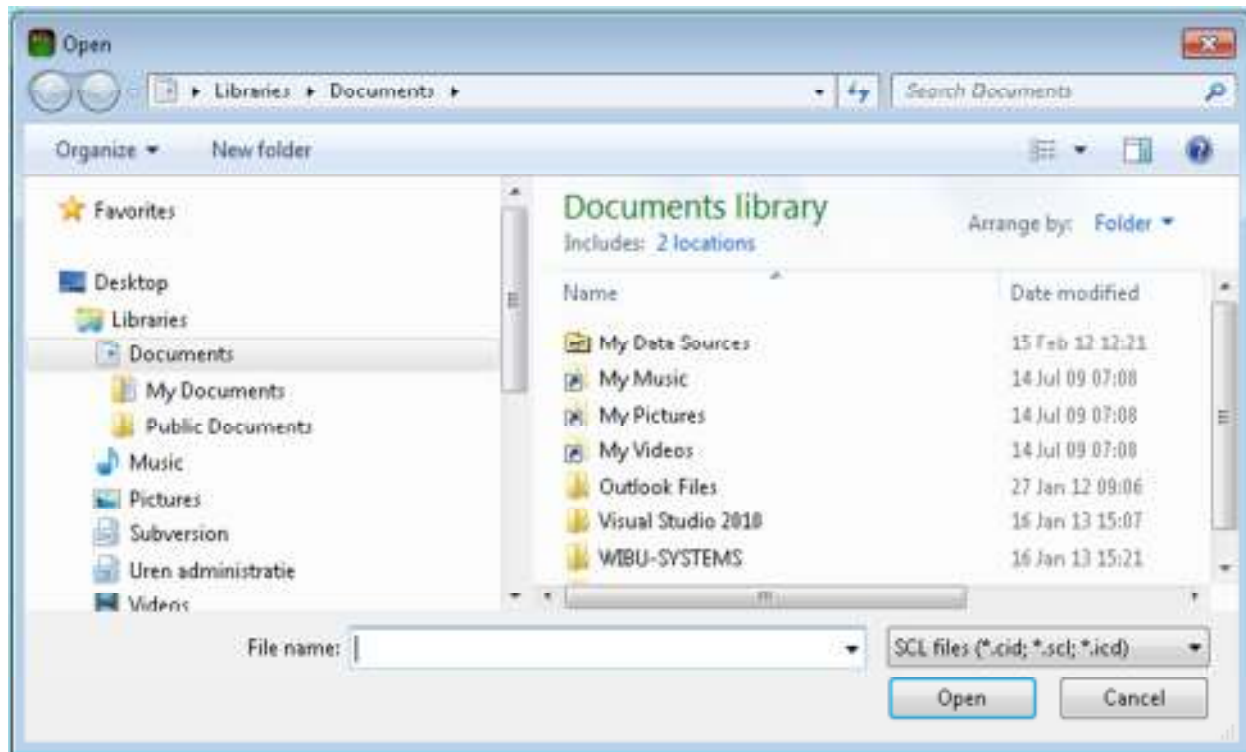 Open
Libraries Documents
Search Documents
Organize New folder
Favorites
Desktop
Libraries
Documents
My Documents
Public Documents
Music
Pictures
Subversion
Uren administratie
Videos
Documents library
Includes: 2 locations
Arrange by: Folder
Name Date modified
My Data Sources 15 Feb 12 12:21
My Music 14 Jul 09 07:08
My Pictures 14 Jul 09 07:08
My Videos 14 Jul 09 07:08
Outlook Files 27 Jan 12 09:06
Visual Studio 2010 16 Jan 13 15:07
WIBU-SYSTEMS 16 Jan 13 15:21
File name: SCL files (*.cid; *.scl; *.icd)
Open Cancel